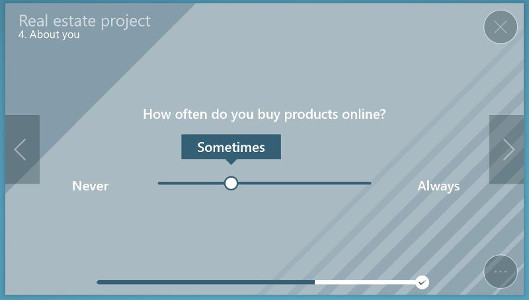 Real estate project
4. About you
How often do you buy products online?
Sometimes
Never
Always